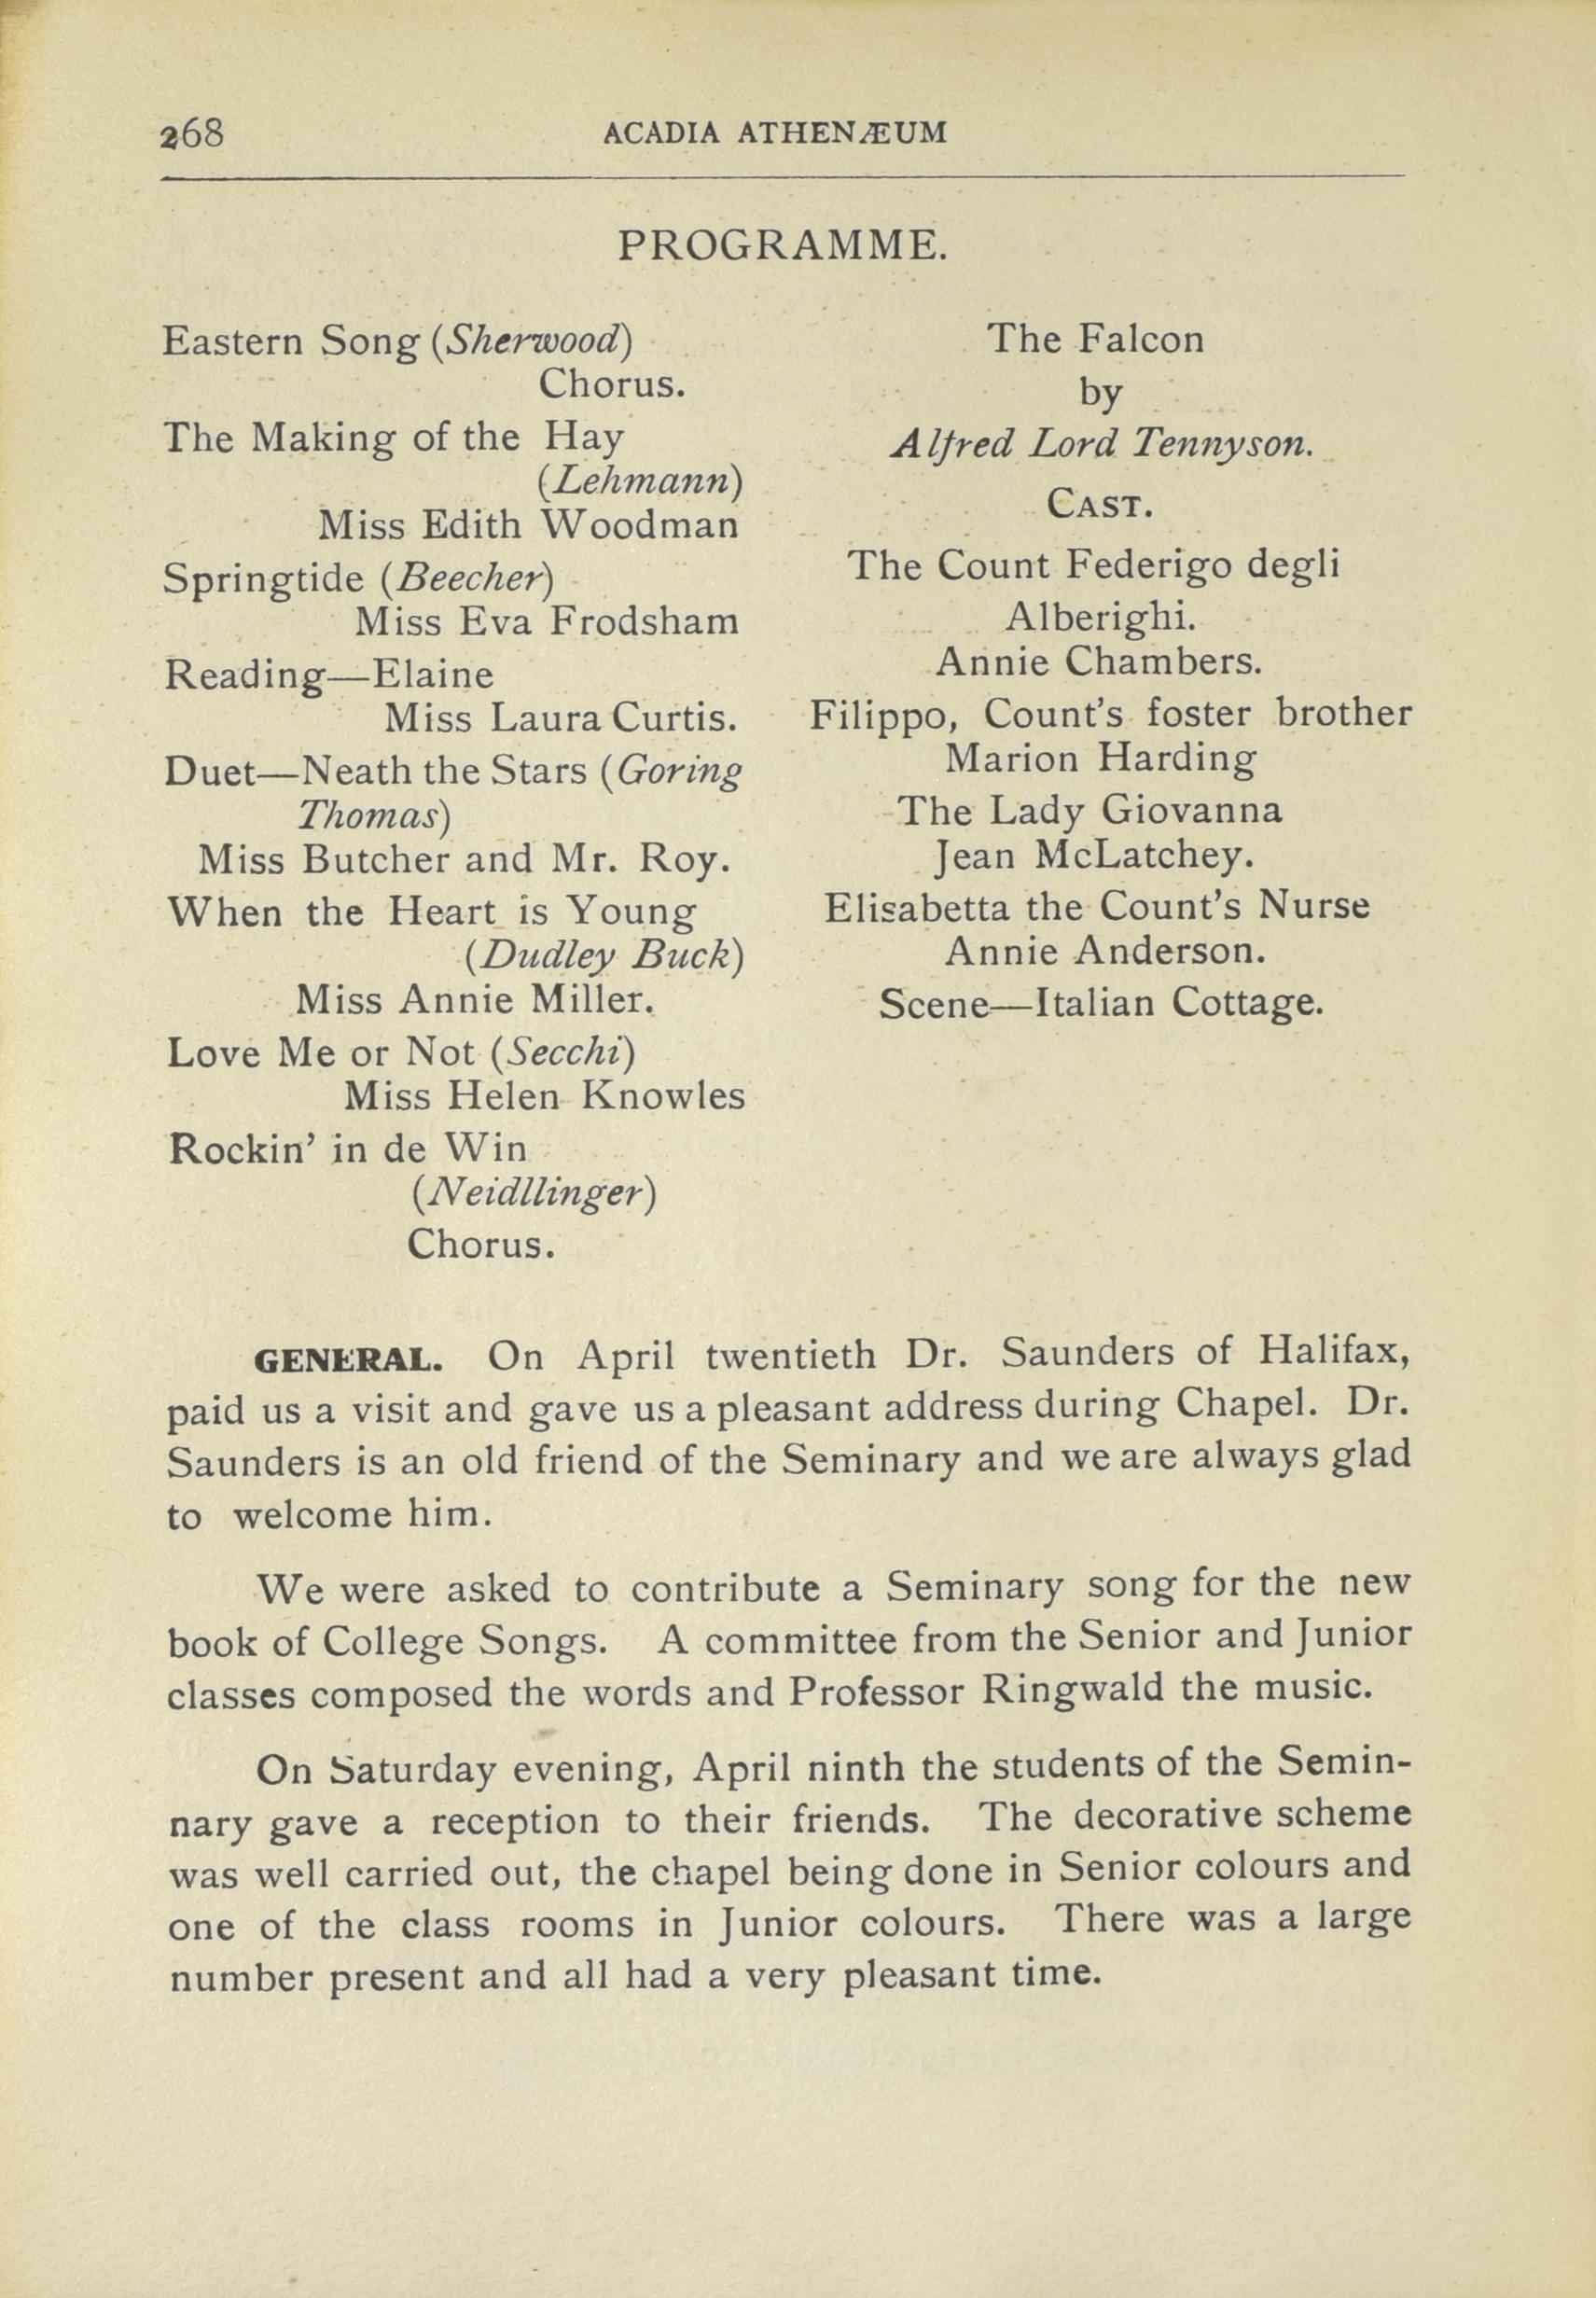 268
ACADIA ATHENÆUM
PROGRAMME.
Eastern Song (Sherwood)
Chorus.
The Making of the Hay
(Lehmann)
Miss Edith Woodman
Springtide (Beecher)
Miss Eva Frodsham
Reading—Elaine
Miss Laura Curtis.
Duet—Neath the Stars (Goring
Thomas)
Miss Butcher and Mr. Roy.
When the Heart is Young
(Dudley Buck)
Miss Annie Miller.
Love Me or Not (Secchi)
Miss Helen Knowles
Rockin' in de Win
(Neidllinger)
Chorus.
The Falcon
by
Alfred Lord Tennyson.
CAST.
The Count Federigo degli
Alberighi.
Annie Chambers.
Filippo, Count's foster brother
Marion Harding
The Lady Giovanna
Jean McLatchey.
Elisabetta the Count's Nurse
Annie Anderson.
Scene—Italian Cottage.
GENERAL. On April twentieth Dr. Saunders of Halifax,
paid us a visit and gave us a pleasant address during Chapel. Dr.
Saunders is an old friend of the Seminary and we are always glad
to welcome him.
We were asked to contribute a Seminary song for the new
book of College Songs. A committee from the Senior and Junior
classes composed the words and Professor Ringwald the music.
On Saturday evening, April ninth the students of the Semin-
nary gave a reception to their friends. The decorative scheme
was well carried out, the chapel being done in Senior colours and
one of the class rooms in Junior colours. There was a large
number present and all had a very pleasant time.